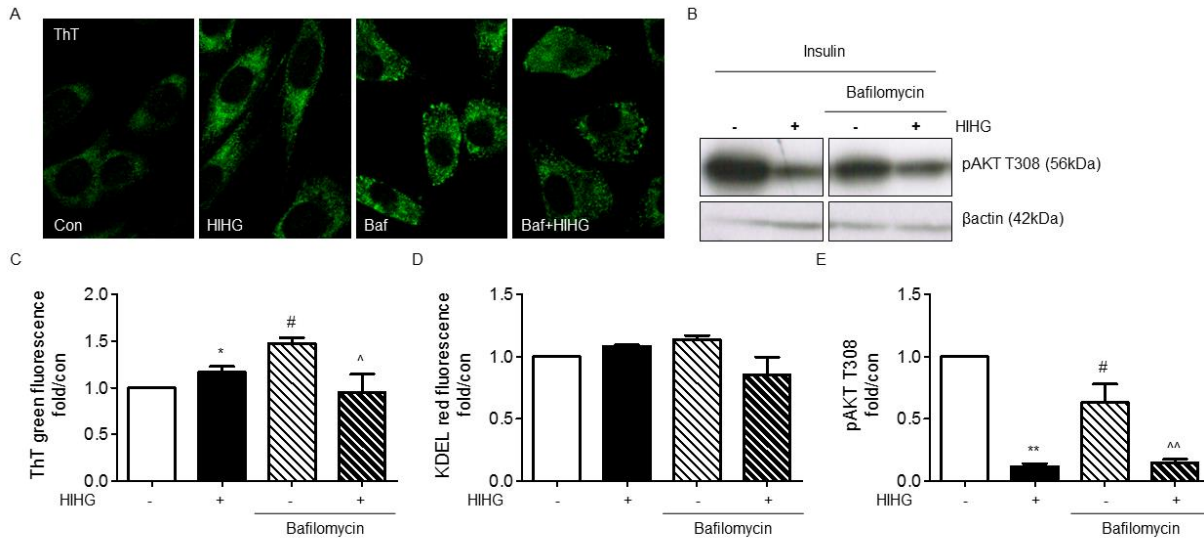 A
ThT
Con
HIHG
Baf
Baf+HIHG
B
Insulin
Bafilomycin
- + - + HIHG
pAKT T308 (56kDa)
βactin (42kDa)
C
ThT green fluorescence
fold/con
2.0
1.5
1.0
0.5
0.0
*
#
^
HIHG - + - +
Bafilomycin
D
KDEL red fluorescence
fold/con
1.5
1.0
0.5
0.0
HIHG - + - +
Bafilomycin
E
pAKT T308
fold/con
1.5
1.0
0.5
0.0
**
#
^^
HIHG - + - +
Bafilomycin